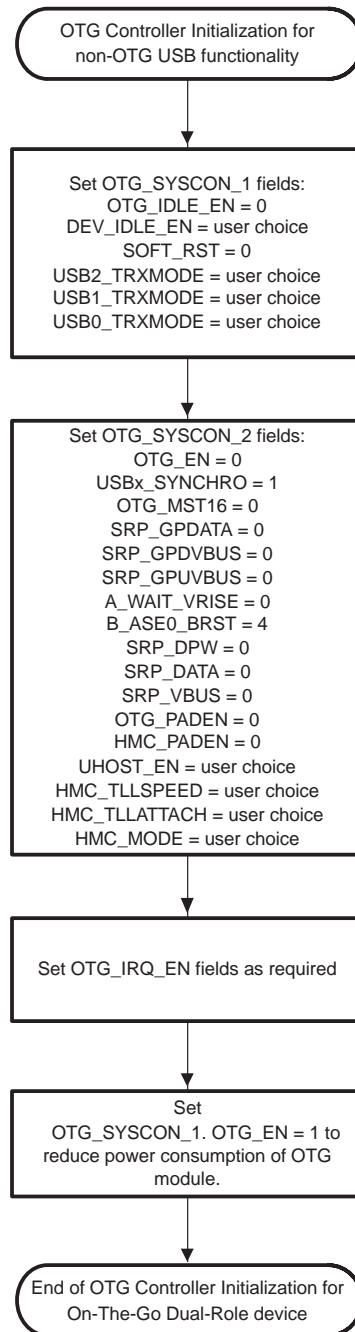 OTG Controller Initialization for
non-OTG USB functionality
Set OTG_SYSCON_1 fields:
OTG_IDLE_EN = 0
DEV_IDLE_EN = user choice
SOFT_RST = 0
USB2_TRXMODE = user choice
USB1_TRXMODE = user choice
USB0_TRXMODE = user choice
Set OTG_SYSCON_2 fields:
OTG_EN = 0
USBx_SYNCHRO = 1
OTG_MST16 = 0
SRP_GPDATA = 0
SRP_GPDVBUS = 0
SRP_GPUVBUS = 0
A_WAIT_VRISE = 0
B_ASE0_BRST = 4
SRP_DPW = 0
SRP_DATA = 0
SRP_VBUS = 0
OTG_PADEN = 0
HMC_PADEN = 0
UHOST_EN = user choice
HMC_TLLSPEED = user choice
HMC_TLLATTACH = user choice
HMC_MODE = user choice
Set OTG_IRQ_EN fields as required
Set
OTG_SYSCON_1. OTG_EN = 1 to
reduce power consumption of OTG
module.
End of OTG Controller Initialization for
On-The-Go Dual-Role device